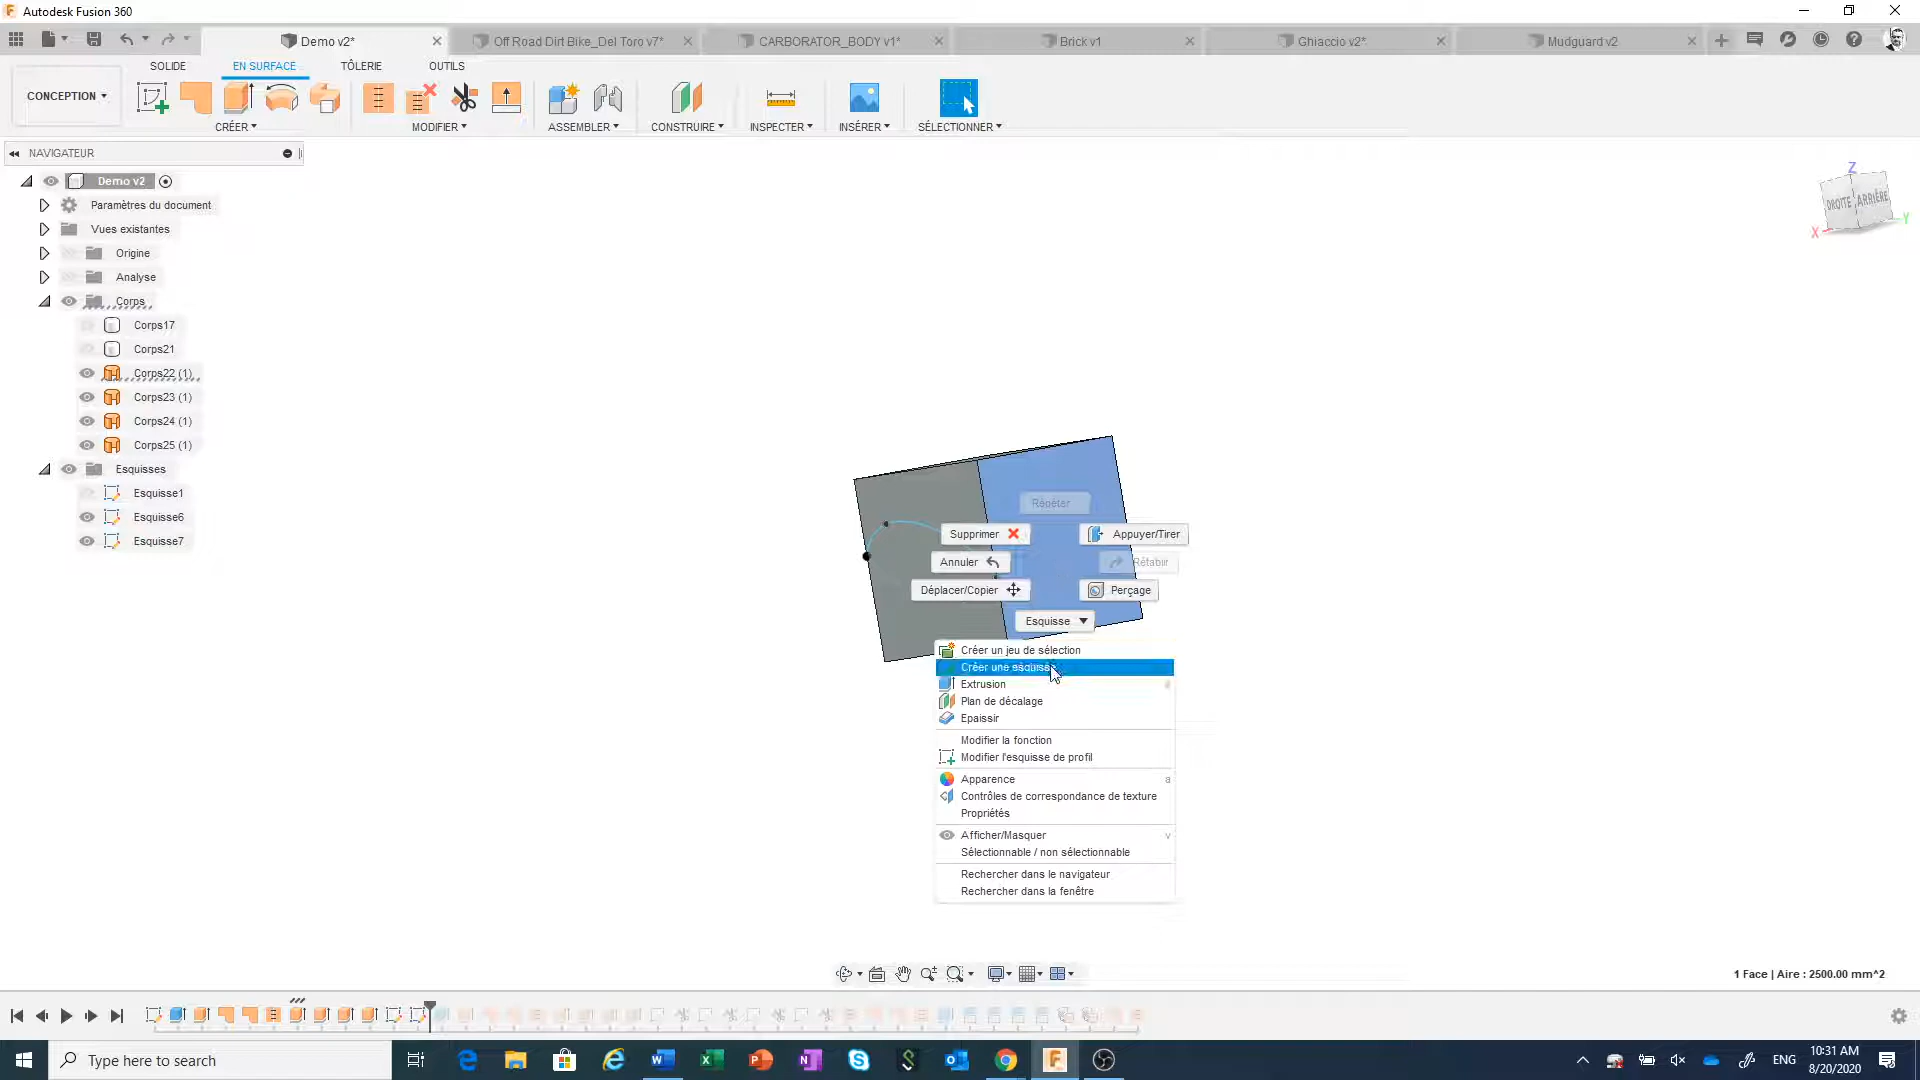 Autodesk Fusion 360
Demo v2*
Off Road Dirt Bike_Del Toro v7*
CARBORATOR_BODY v1*
Brick v1
Ghiaccio v2*
Mudguard v2
SOLIDE
EN SURFACE
TÔLERIE
OUTILS
CONCEPTION
CRÉER
MODIFIER
ASSEMBLER
CONSTRUIRE
INSPECTER
INSÉRER
SÉLECTIONNER
NAVIGATEUR
Demo v2
Paramètres du document
Vues existantes
Origine
Analyse
Corps
Corps17
Corps21
Corps22 (1)
Corps23 (1)
Corps24 (1)
Corps25 (1)
Esquisses
Esquisse1
Esquisse6
Esquisse7
Z
DROITE
ARRIÈRE
X
Y
Répéter
Supprimer
Appuyer/Tirer
Annuler
Rétablir
Déplacer/Copier
Perçage
Esquisse
Créer un jeu de sélection
Créer une esquisse
Extrusion
Plan de décalage
Epaissir
Modifier la fonction
Modifier l'esquisse de profil
Apparence a
Contrôles de correspondance de texture
Propriétés
Afficher/Masquer v
Sélectionnable / non sélectionnable
Rechercher dans le navigateur
Rechercher dans la fenêtre
1 Face | Aire : 2500.00 mm^2
Type here to search
ENG
10:31 AM
8/20/2020